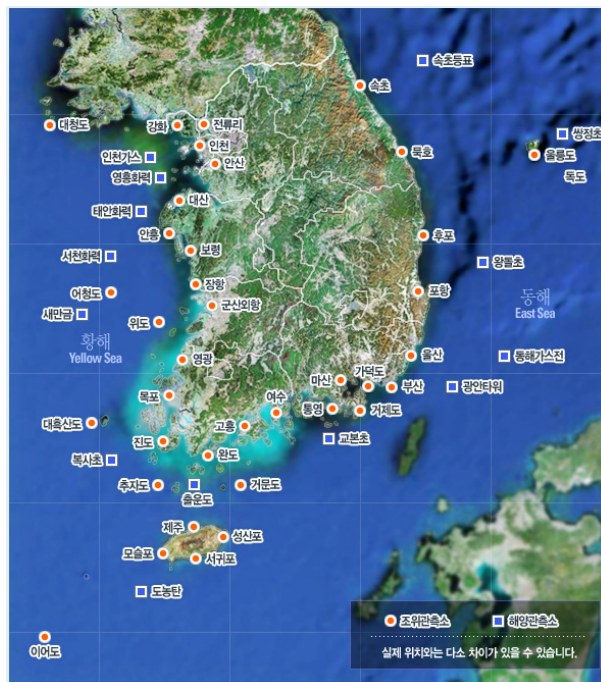 속초등표
속초
대청도
강화
전류리
쌍정초
인천
묵호
울릉도
인천가스
안산
영흥화력
독도
대산
태안화력
안흥
후포
보령
서천화력
왕돌초
장항
어청도
포항
군산외항
동해
East Sea
새만금
위도
황해
Yellow Sea
영광
울산
동해가스전
마산
가덕도
부산
광안타워
목포
여수
통영
거제도
대흑산도
고흥
진도
교본초
완도
복사초
추자도
출운도
거문도
제주
성산포
모슬포
서귀포
도농탄
조위관측소
해양관측소
이어도
실제 위치와는 다소 차이가 있을 수 있습니다.